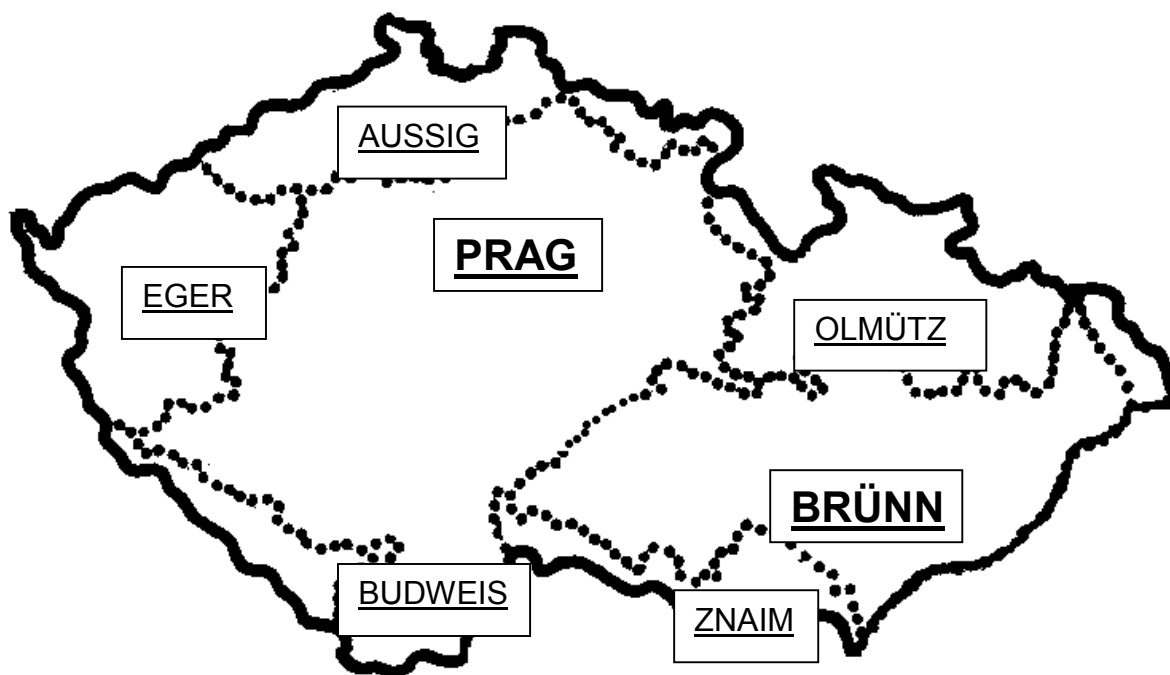 AUSSIG
PRAG
EGER
OLMÜTZ
BRÜNN
BUDWEIS
ZNAIM